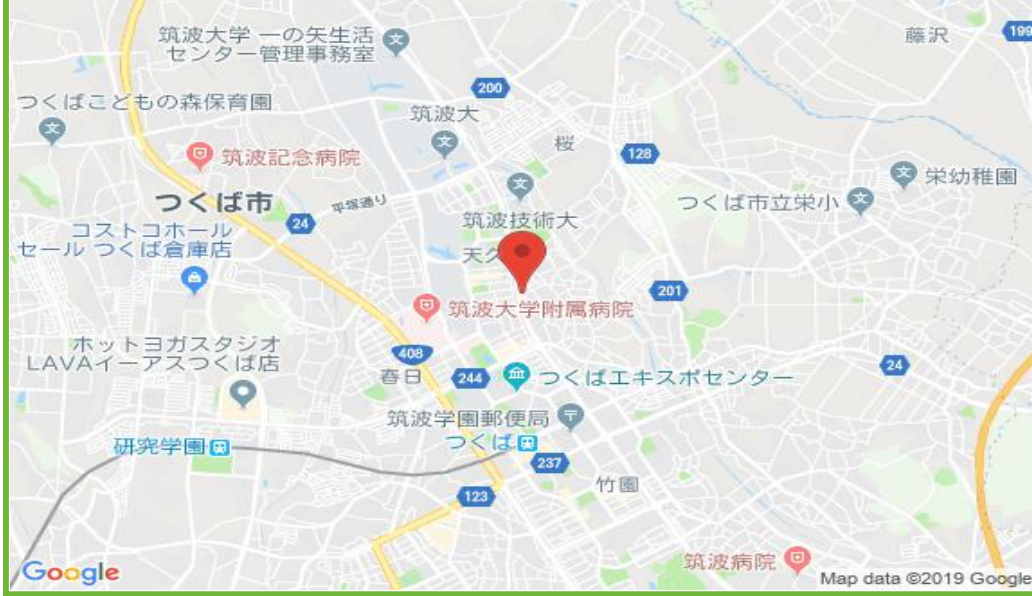 筑波大学 一の矢生活
センター管理事務室
文
藤沢
199
200
つくばこどもの森保育園
文
筑波大
文
桜
128
筑波記念病院
文
文
栄幼稚園
つくば市
平塚通り
24
つくば市立栄小
文
筑波技術大
コストコホール
セール つくば倉庫店
天久
201
筑波大学附属病院
ホットヨガスタジオ
LAVAイーアスつくば店
408
春日
244
つくばエキスポセンター
24
筑波学園郵便局
〒
つくば
研究学園
237
123
竹園
筑波病院
Google
Map data ©2019 Google